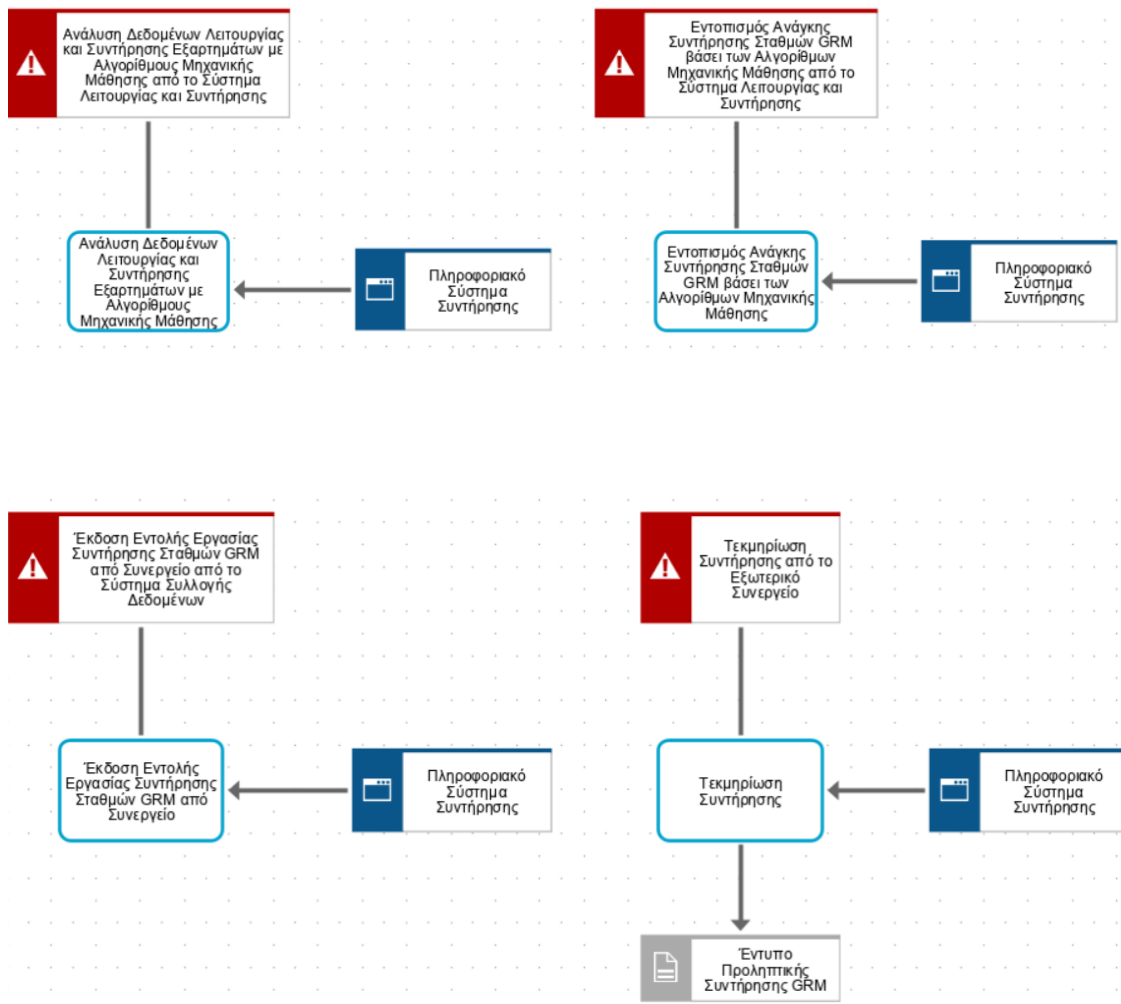 Ανάλυση Δεδομένων Λειτουργίας
και Συντήρησης Εξαρτημάτων με
Αλγορίθμους Μηχανικής
Μάθησης από το Σύστημα
Λειτουργίας και Συντήρησης
Εντοπισμός Ανάγκης
Συντήρησης Σταθμών GRM
βάσει των Αλγορίθμων
Μηχανικής Μάθησης από το
Σύστημα Λειτουργίας και
Συντήρησης
Ανάλυση Δεδομένων
Λειτουργίας και
Συντήρησης
Εξαρτημάτων με
Αλγορίθμους
Μηχανικής Μάθησης
Πληροφοριακό
Σύστημα
Συντήρησης
Εντοπισμός Ανάγκης
Συντήρησης Σταθμών
GRM βάσει των
Αλγορίθμων Μηχανικής
Μάθησης
Πληροφοριακό
Σύστημα
Συντήρησης
Έκδοση Εντολής Εργασίας
Συντήρησης Σταθμών GRM
από Συνεργείο από το
Σύστημα Συλλογής
Δεδομένων
Τεκμηρίωση
Συντήρησης από το
Εξωτερικό
Συνεργείο
Έκδοση Εντολής
Εργασίας Συντήρησης
Σταθμών GRM από
Συνεργείο
Πληροφοριακό
Σύστημα
Συντήρησης
Τεκμηρίωση
Συντήρησης
Πληροφοριακό
Σύστημα
Συντήρησης
Έντυπο
Προληπτικής
Συντήρησης GRM